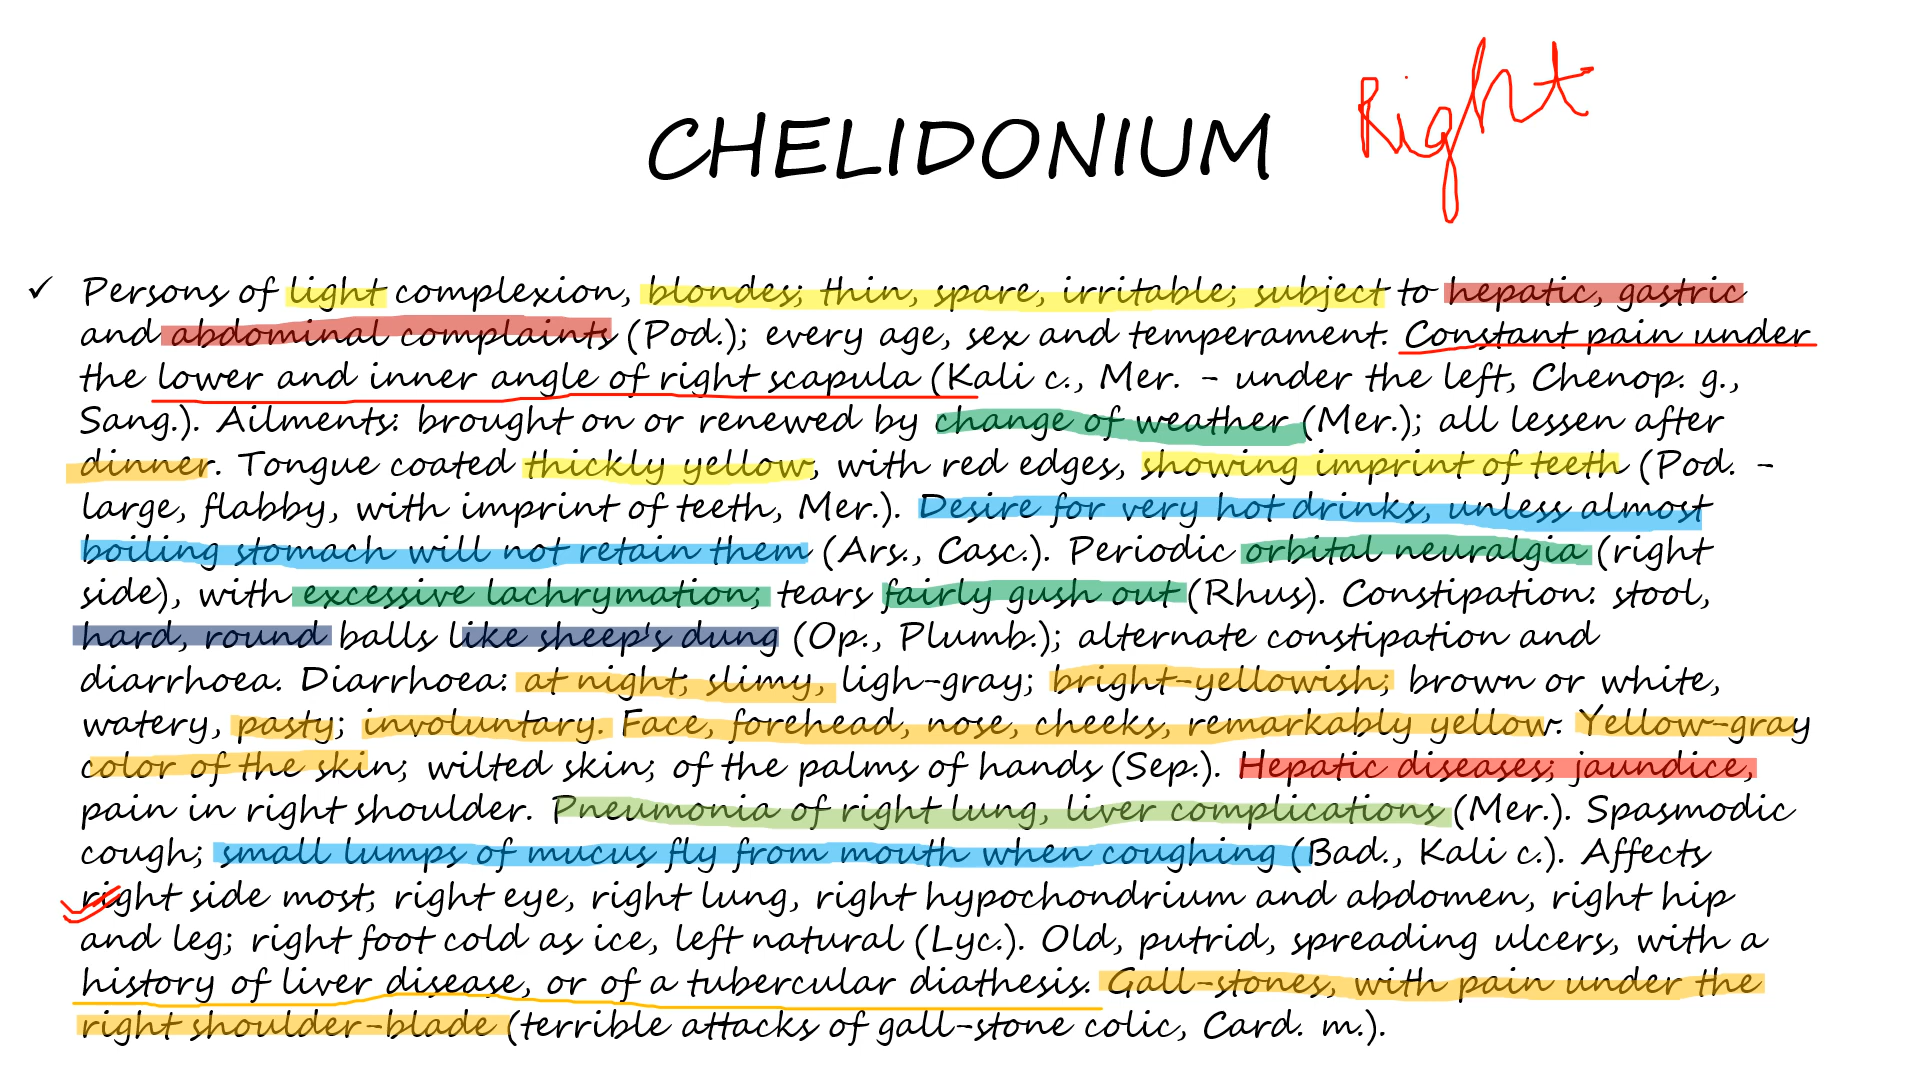 CHELIDONIUM
Right
✓ Persons of light complexion, blondes; thin, spare, irritable; subject to hepatic, gastric
and abdominal complaints (Pod.); every age, sex and temperament. Constant pain under
the lower and inner angle of right scapula (Kali c., Mer. - under the left, Chenop. g.,
Sang.). Ailments: brought on or renewed by change of weather (Mer.); all lessen after
dinner. Tongue coated thickly yellow, with red edges, showing imprint of teeth (Pod. -
large, flabby, with imprint of teeth, Mer.). Desire for very hot drinks, unless almost
boiling stomach will not retain them (Ars., Casc.). Periodic orbital neuralgia (right
side), with excessive lachrymation; tears fairly gush out (Rhus). Constipation: stool,
hard, round balls like sheep's dung (Op., Plumb.); alternate constipation and
diarrhoea. Diarrhoea: at night; slimy, ligh-gray; bright-yellowish; brown or white,
watery, pasty; involuntary. Face, forehead, nose, cheeks, remarkably yellow. Yellow-gray
color of the skin; wilted skin; of the palms of hands (Sep.). Hepatic diseases; jaundice,
pain in right shoulder. Pneumonia of right lung, liver complications (Mer.). Spasmodic
cough; small lumps of mucus fly from mouth when coughing (Bad., Kali c.). Affects
right side most; right eye, right lung, right hypochondrium and abdomen, right hip
and leg; right foot cold as ice, left natural (Lyc.). Old, putrid, spreading ulcers, with a
history of liver disease, or of a tubercular diathesis. Gall-stones, with pain under the
right shoulder-blade (terrible attacks of gall-stone colic, Card. m.).